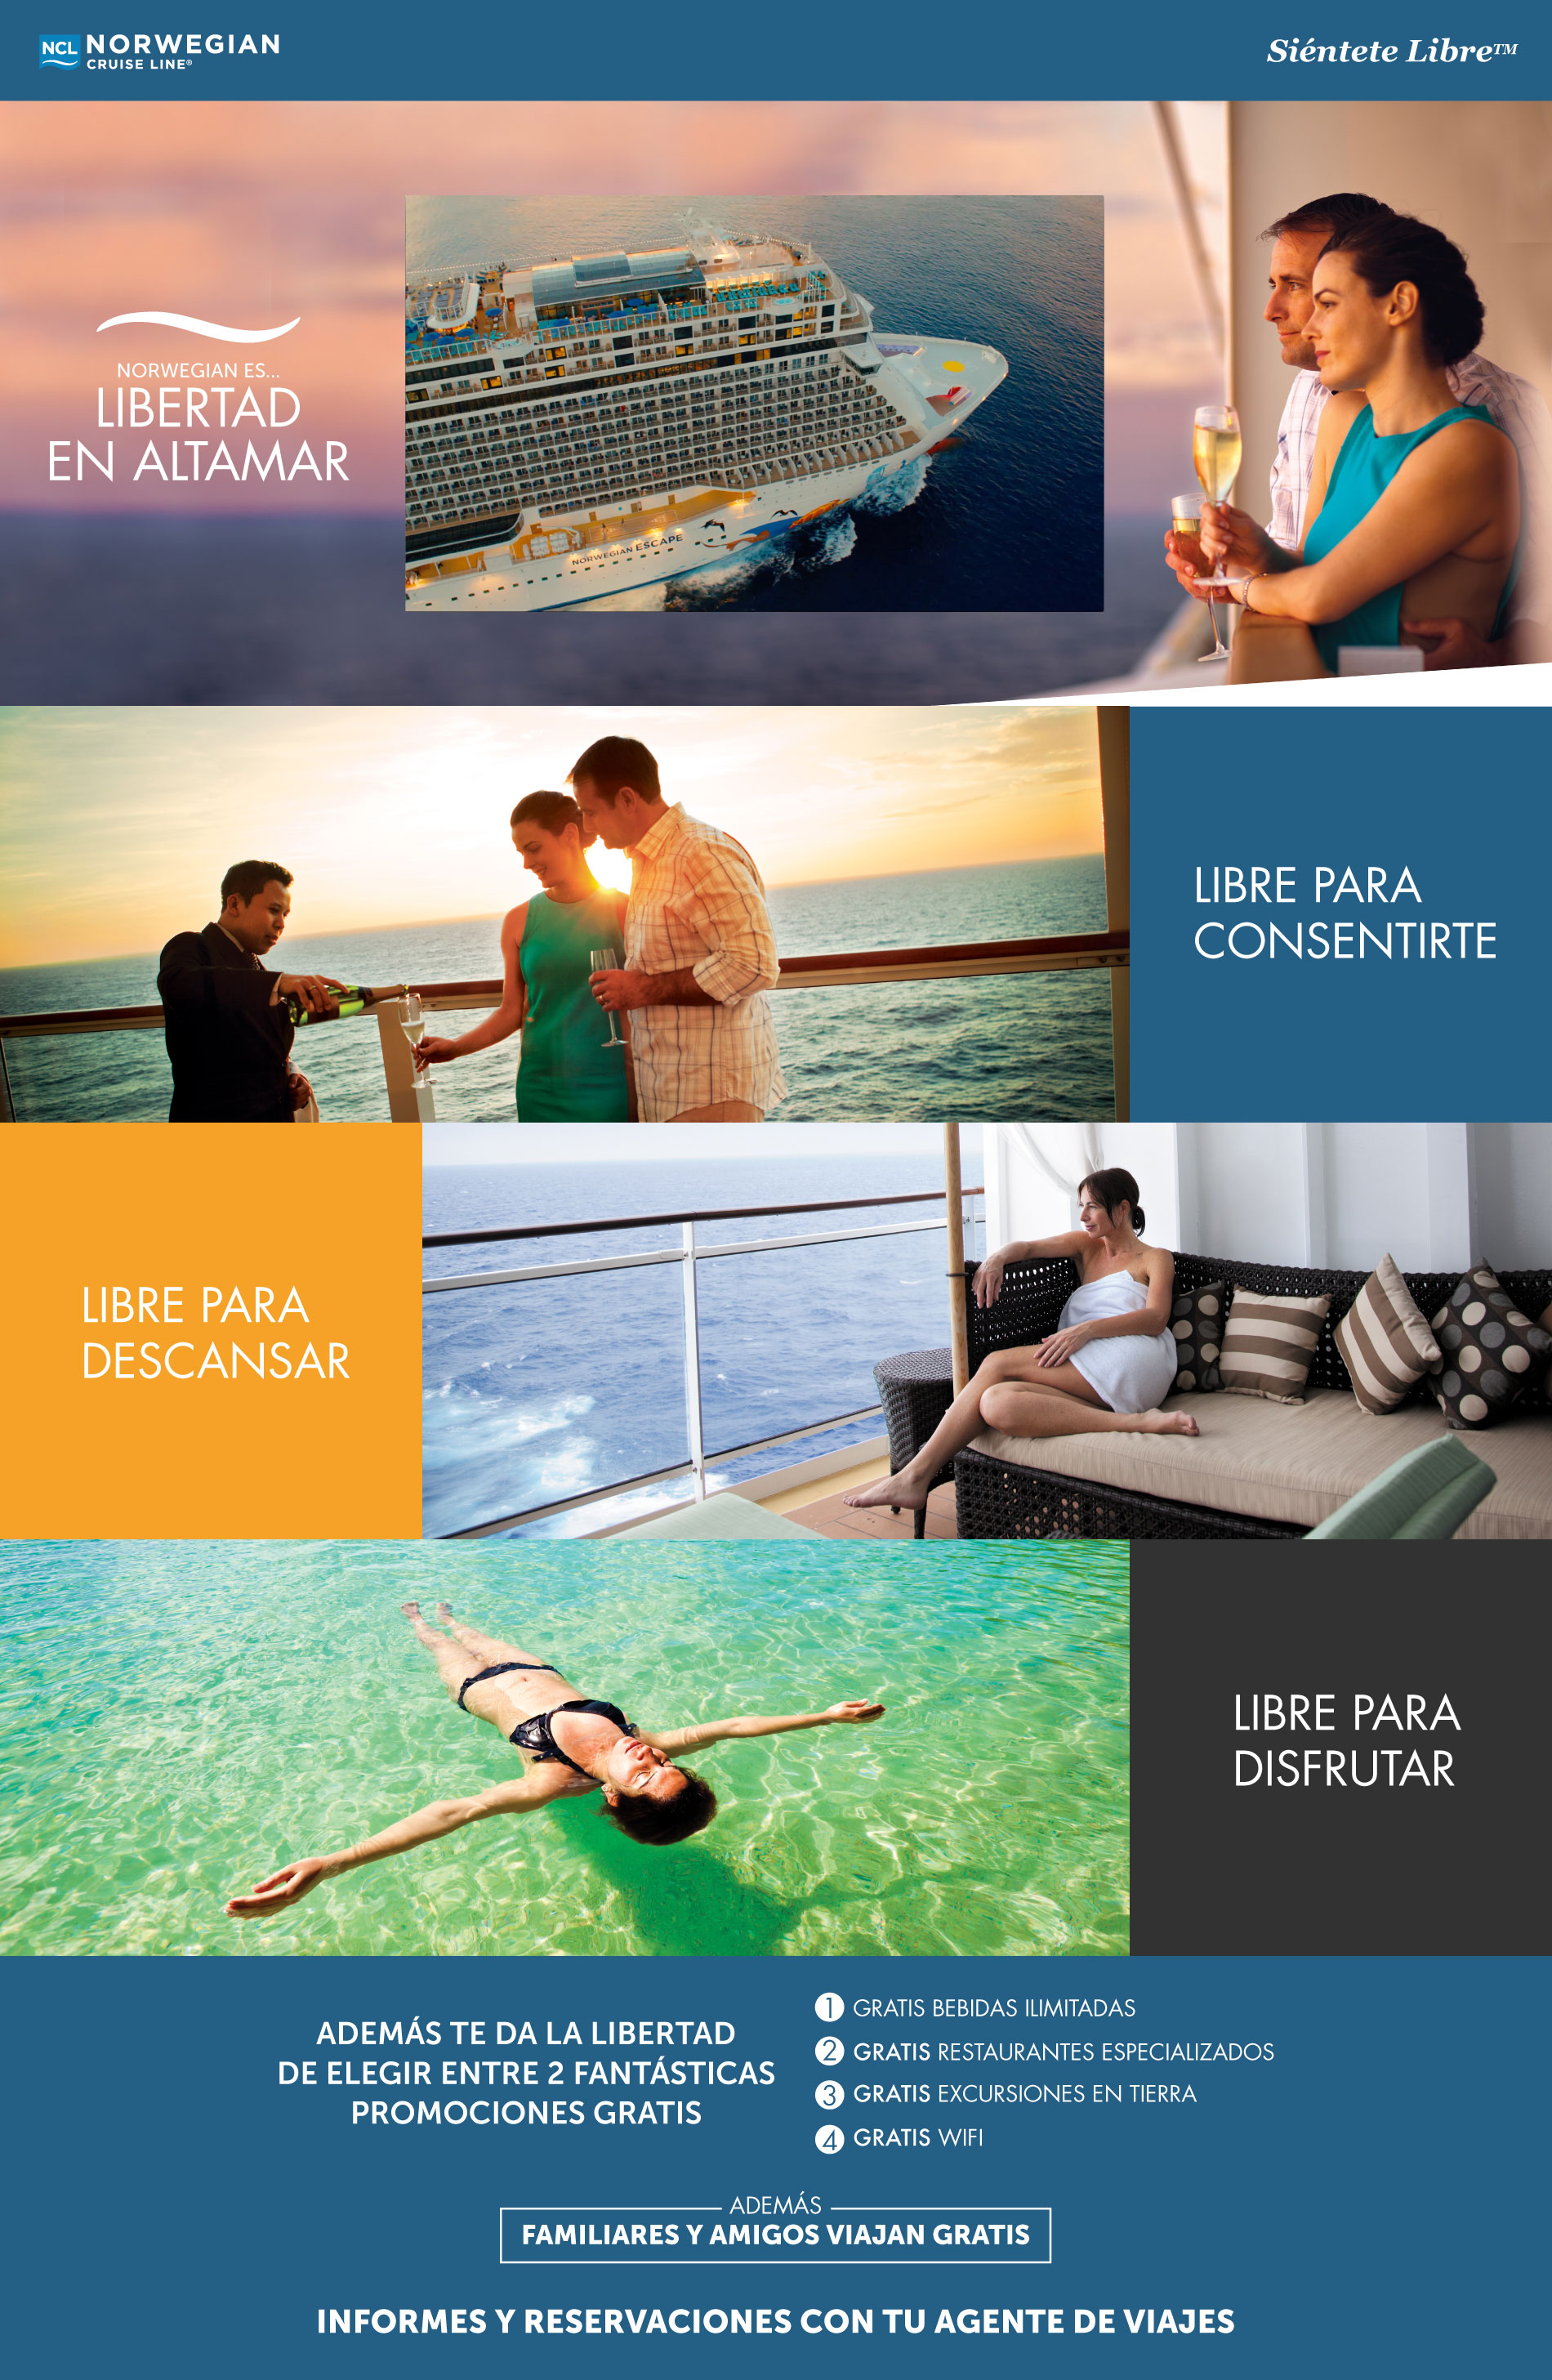 NCL NORWEGIAN
CRUISE LINE®
Siéntete Libre™
NORWEGIAN ES...
LIBERTAD
EN ALTAMAR
NORWEGIAN ESCAPE
LIBRE PARA
CONSENTIRTE
LIBRE PARA
DESCANSAR
LIBRE PARA
DISFRUTAR
ADEMÁS TE DA LA LIBERTAD
DE ELEGIR ENTRE 2 FANTÁSTICAS
PROMOCIONES GRATIS
1 GRATIS BEBIDAS ILIMITADAS
2 GRATIS RESTAURANTES ESPECIALIZADOS
3 GRATIS EXCURSIONES EN TIERRA
4 GRATIS WIFI
ADEMÁS
FAMILIARES Y AMIGOS VIAJAN GRATIS
INFORMES Y RESERVACIONES CON TU AGENTE DE VIAJES